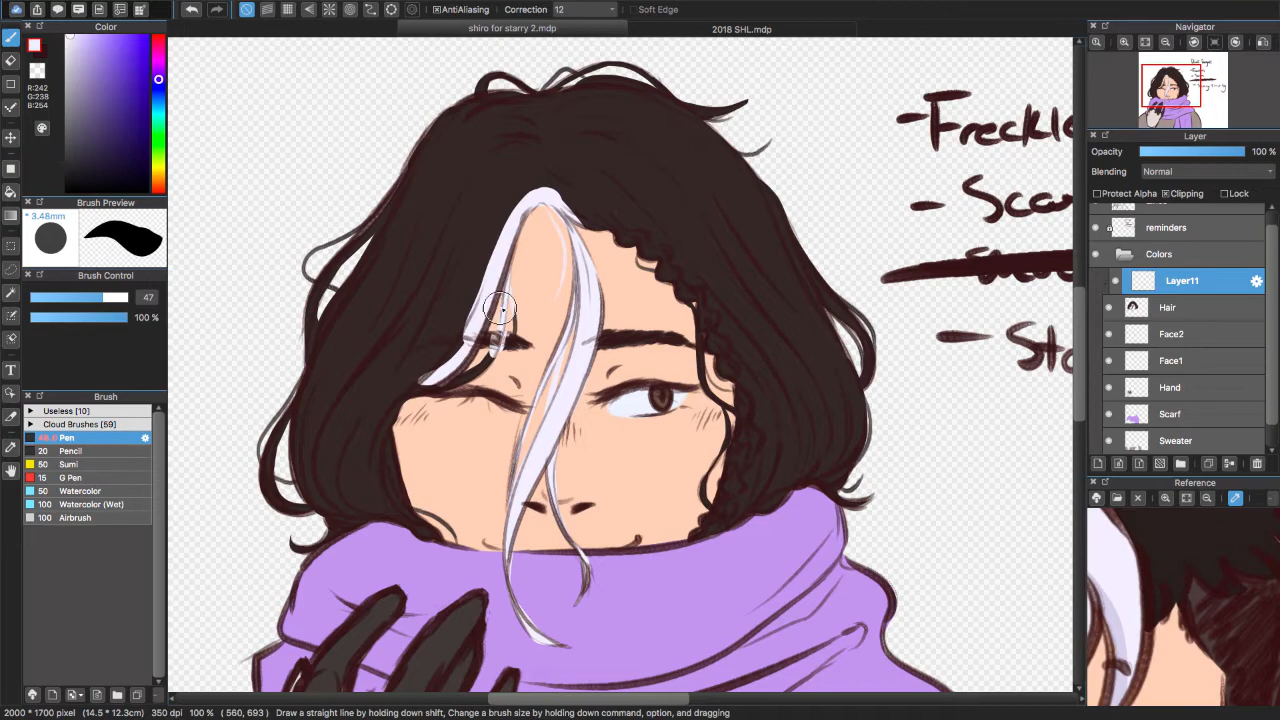 AntiAliasing Correction 12 Soft Edge
Color
shiro for starry 2.mdp 2018 SHL.mdp
Navigator
R:242
G:238
B:254
Layer
Opacity 100 %
Blending Normal
Protect Alpha Clipping Lock
reminders
Colors
Layer11
Hair
Face2
Face1
Hand
Scarf
Sweater
Brush Preview
* 3.48mm
Brush Control
47
100 %
Brush
Useless [10]
Cloud Brushes [59]
Pen
20 Pencil
50 Sumi
15 G Pen
50 Watercolor
100 Watercolor (Wet)
100 Airbrush
Reference
-Freckle
- Sca
2000 * 1700 pixel (14.5 * 12.3cm) 350 dpi 100 % ( 560, 693 ) Draw a straight line by holding down shift, Change a brush size by holding down command, option, and dragging